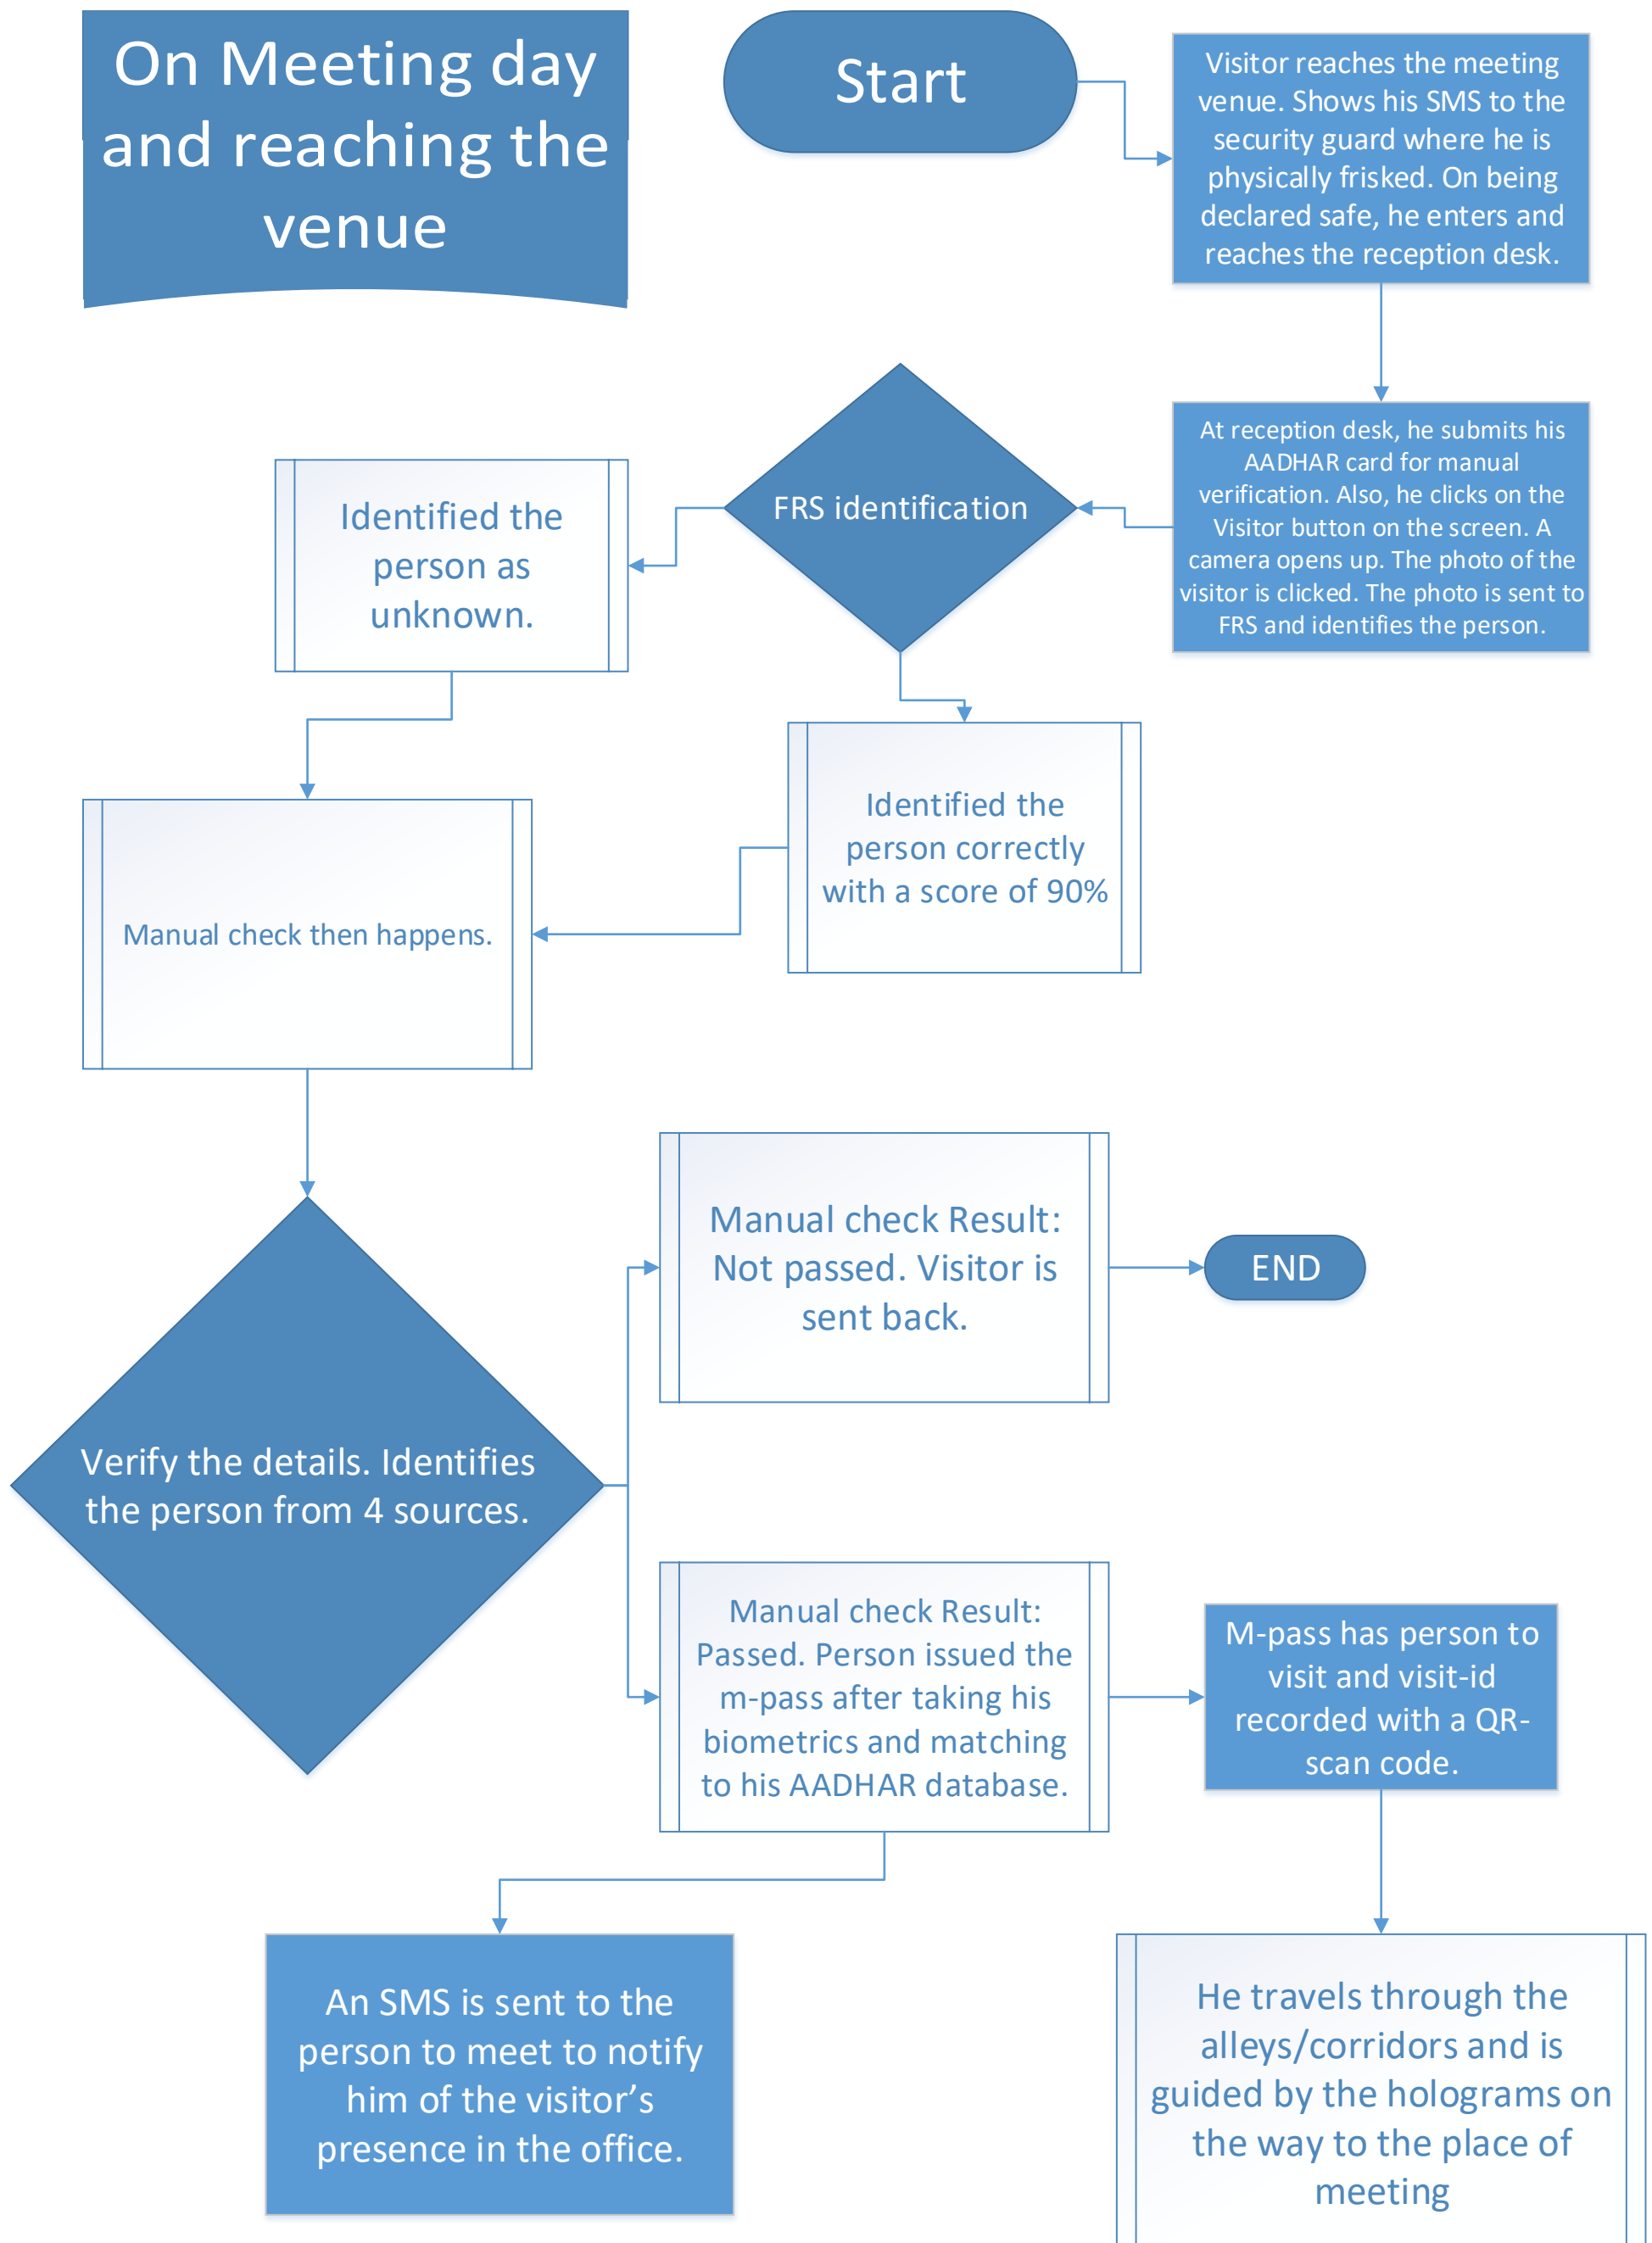 On Meeting day
and reaching the
venue
Start
Visitor reaches the meeting
venue. Shows his SMS to the
security guard where he is
physically frisked. On being
declared safe, he enters and
reaches the reception desk.
At reception desk, he submits his
AADHAR card for manual
verification. Also, he clicks on the
Visitor button on the screen. A
camera opens up. The photo of the
visitor is clicked. The photo is sent to
FRS and identifies the person.
FRS identification
Identified the
person as
unknown.
Identified the
person correctly
with a score of 90%
Manual check then happens.
Verify the details. Identifies
the person from 4 sources.
Manual check Result:
Not passed. Visitor is
sent back.
END
Manual check Result:
Passed. Person issued the
m-pass after taking his
biometrics and matching
to his AADHAR database.
M-pass has person to
visit and visit-id
recorded with a QR-
scan code.
An SMS is sent to the
person to meet to notify
him of the visitor’s
presence in the office.
He travels through the
alleys/corridors and is
guided by the holograms on
the way to the place of
meeting